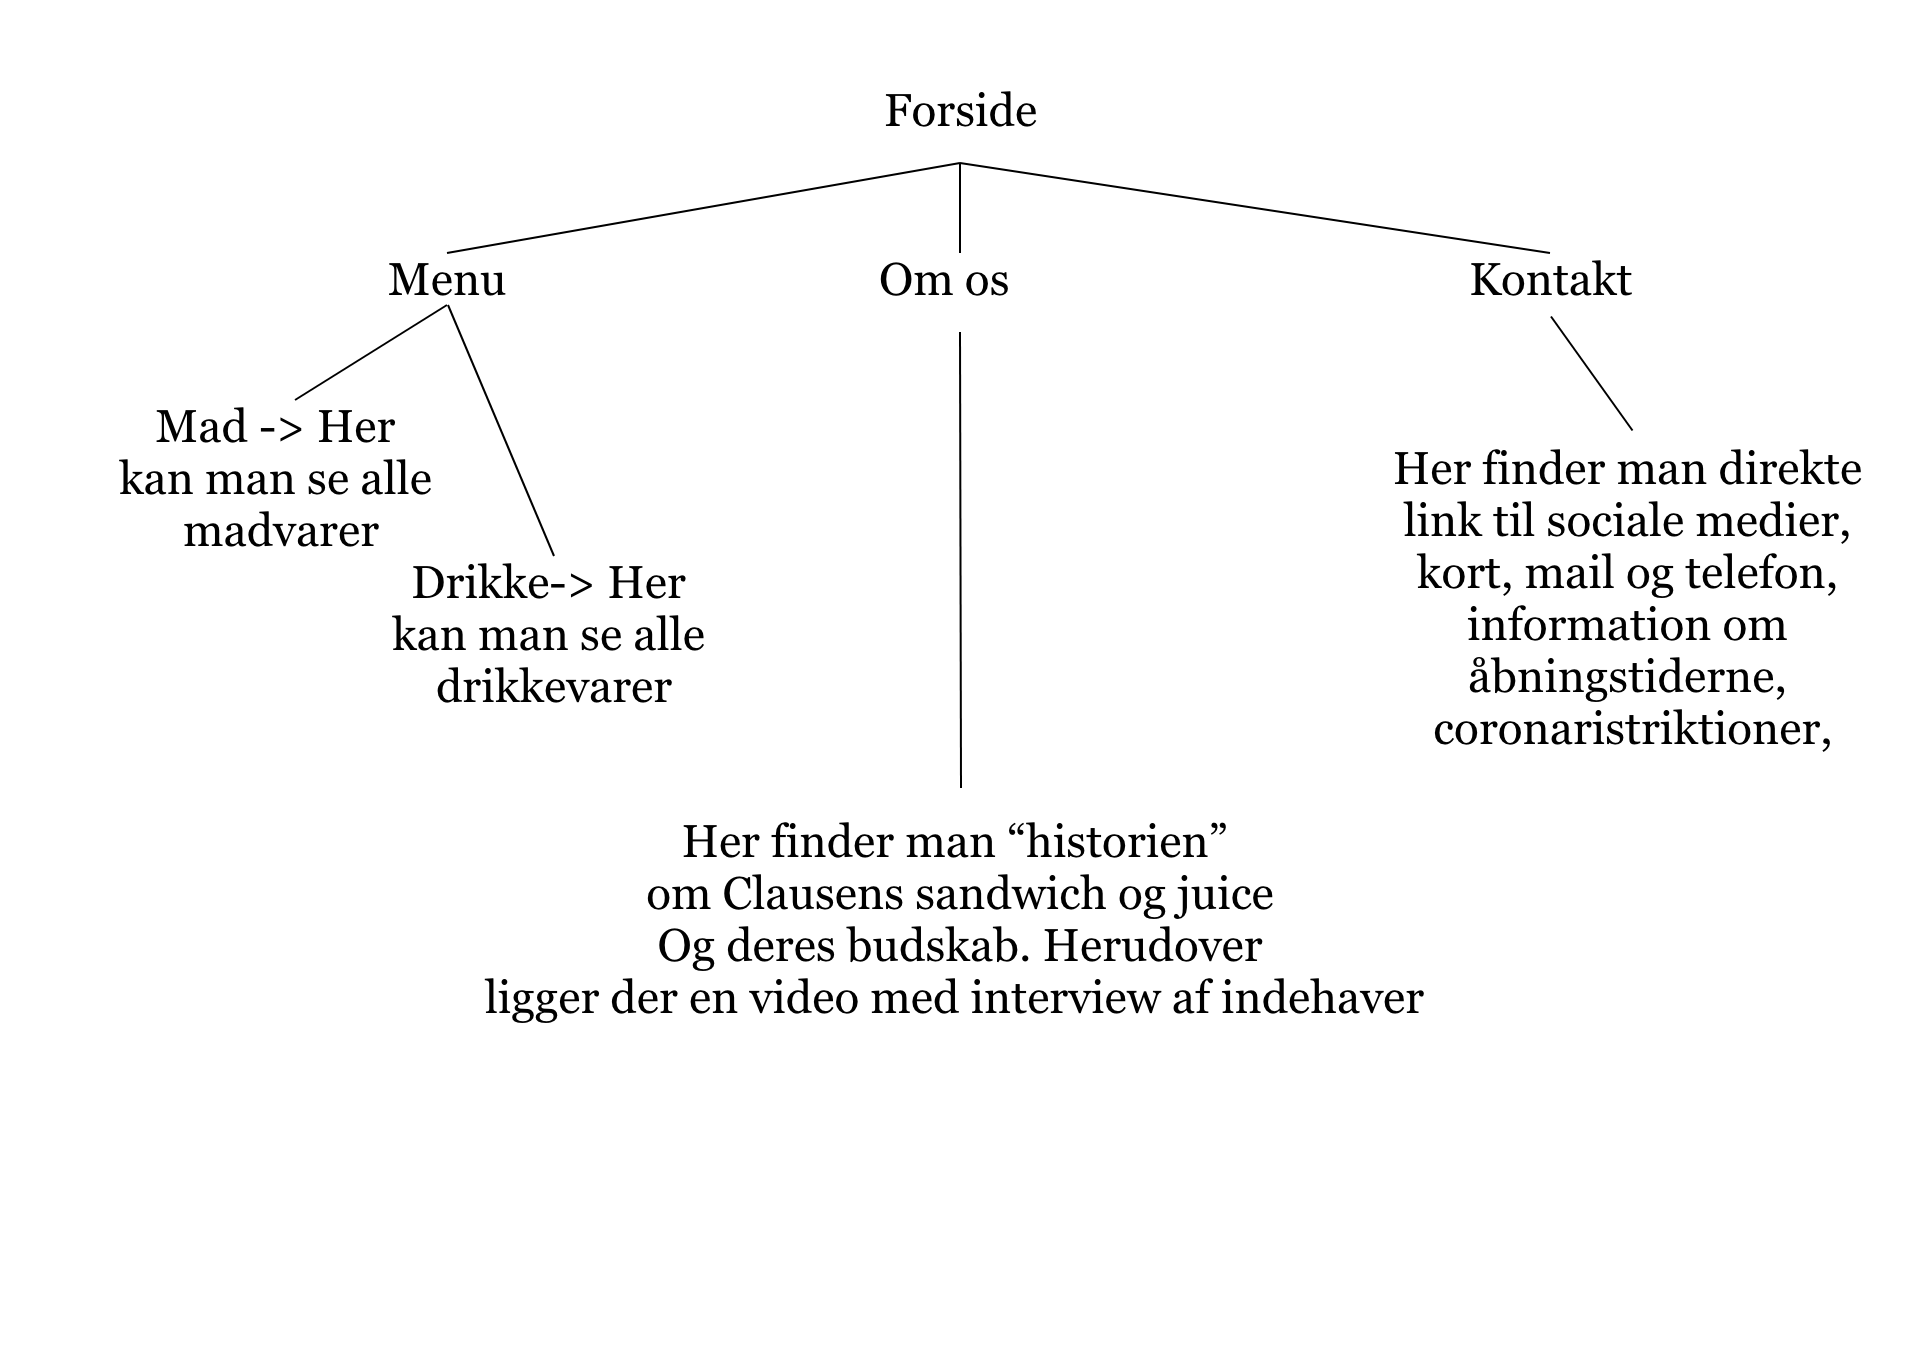 Forside
Menu
Om os
Kontakt
Mad -> Her
kan man se alle
madvarer
Drikke-> Her
kan man se alle
drikkevarer
Her finder man direkte
link til sociale medier,
kort, mail og telefon,
information om
åbningstiderne,
coronaristriktioner,
Her finder man “historien”
om Clausens sandwich og juice
Og deres budskab. Herudover
ligger der en video med interview af indehaver